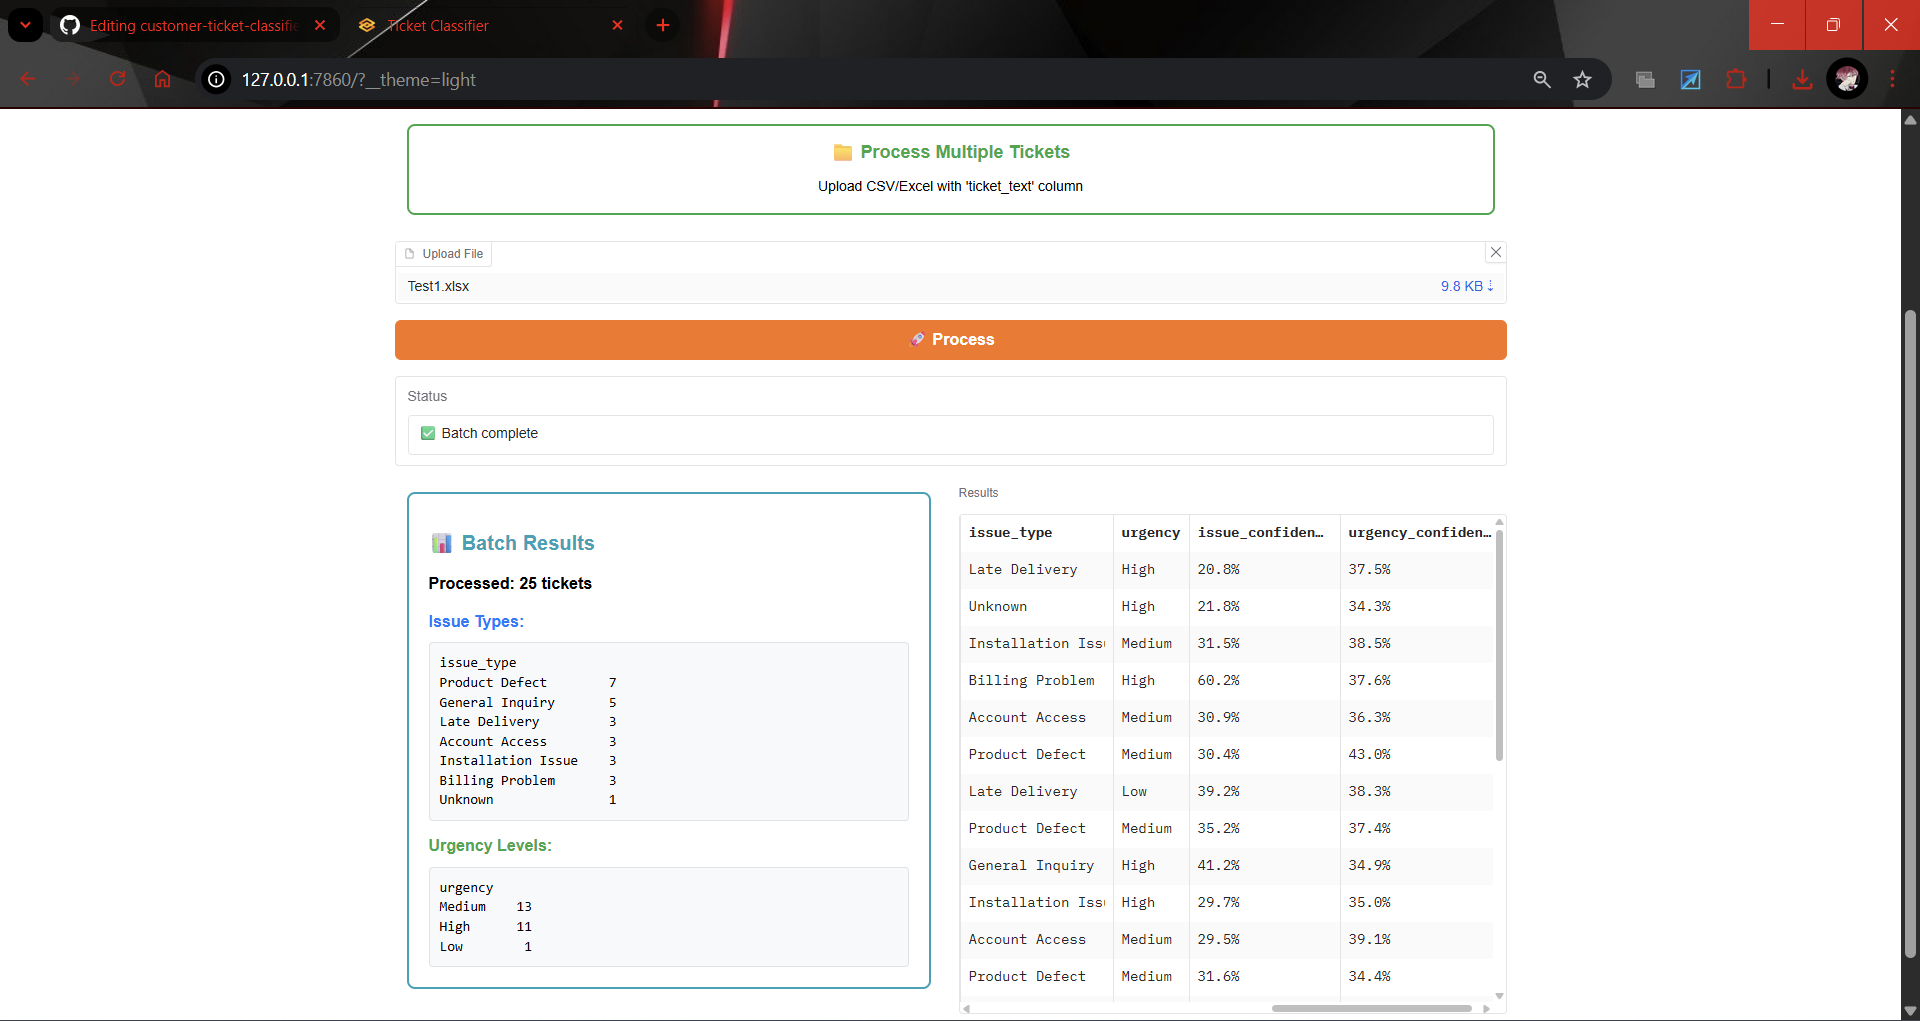 Editing customer-ticket-classifie
Ticket Classifier
127.0.0.1:7860/?__theme=light
Process Multiple Tickets
Upload CSV/Excel with 'ticket_text' column
Upload File
Test1.xlsx 9.8 KB ⇣
Process
Status
Batch complete
Batch Results
Processed: 25 tickets
Issue Types:
issue_type
Product Defect 7
General Inquiry 5
Late Delivery 3
Account Access 3
Installation Issue 3
Billing Problem 3
Unknown 1
Urgency Levels:
urgency
Medium 13
High 11
Low 1
Results
issue_type urgency issue_confiden… urgency_confiden…
Late Delivery High 20.8% 37.5%
Unknown High 21.8% 34.3%
Installation Issu Medium 31.5% 38.5%
Billing Problem High 60.2% 37.6%
Account Access Medium 30.9% 36.3%
Product Defect Medium 30.4% 43.0%
Late Delivery Low 39.2% 38.3%
Product Defect Medium 35.2% 37.4%
General Inquiry High 41.2% 34.9%
Installation Issu High 29.7% 35.0%
Account Access Medium 29.5% 39.1%
Product Defect Medium 31.6% 34.4%